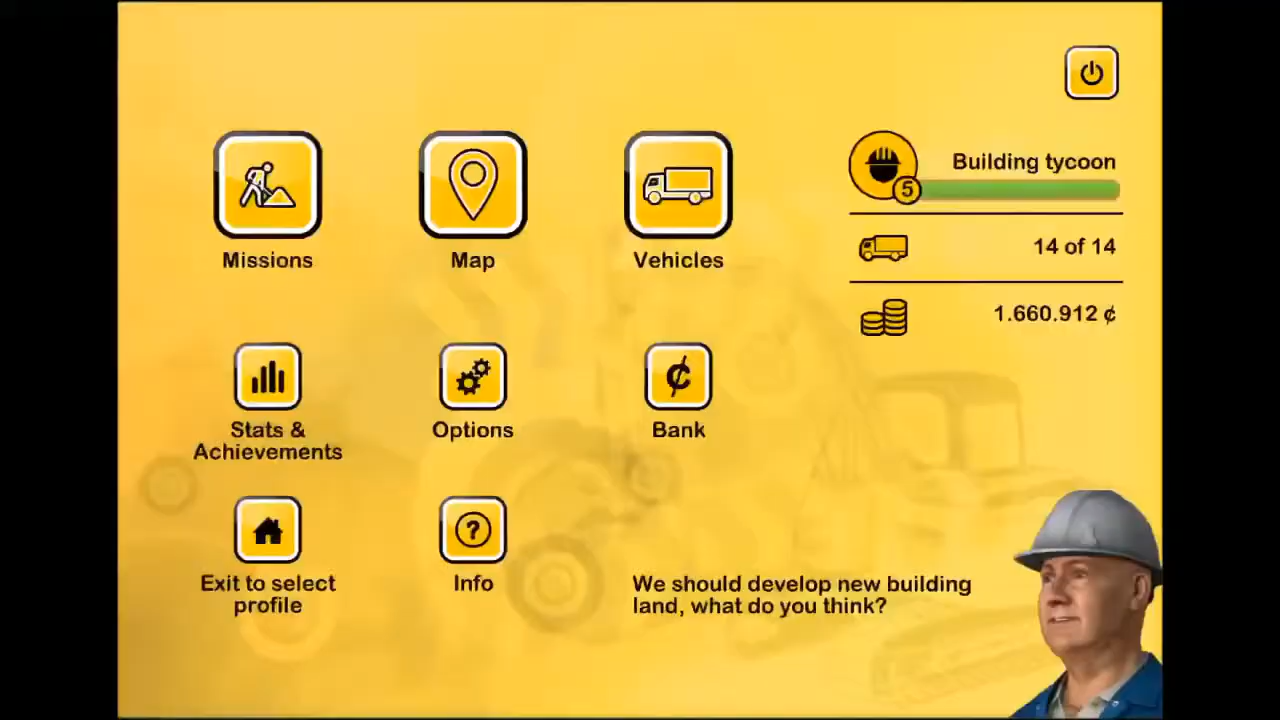 Building tycoon
5
Missions
Map
Vehicles
14 of 14
1.660.912 ¢
¢
Stats &
Achievements
Options
Bank
?
Exit to select
profile
Info
We should develop new building
land, what do you think?